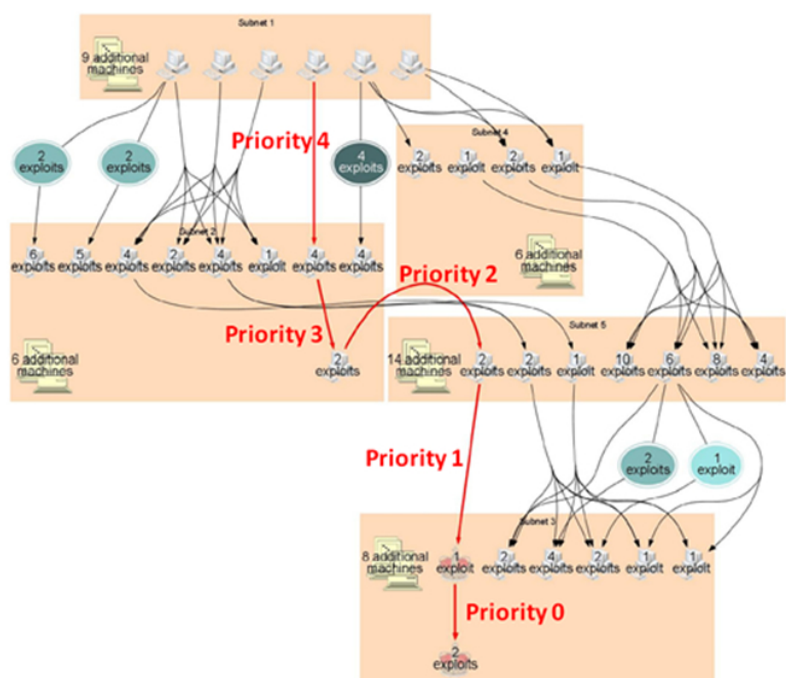 Subnet 1
9 additional
machines
Priority 4
2
exploits
2
exploits
4
exploits
Subnet 4
2
exploits
1
exploit
2
exploits
1
exploit
6 additional
machines
Subnet 2
6
exploits
5
exploits
4
exploits
2
exploits
4
exploits
1
exploit
4
exploits
4
exploits
Priority 2
Priority 3
6 additional
machines
2
exploits
Subnet 5
14 additional
machines
2
exploits
2
exploits
1
exploit
10
exploits
6
exploits
8
exploits
4
exploits
Priority 1
2
exploits
1
exploit
Subnet 3
8 additional
machines
1
exploit
2
exploits
4
exploits
2
exploits
1
exploit
1
exploit
Priority 0
2
exploits